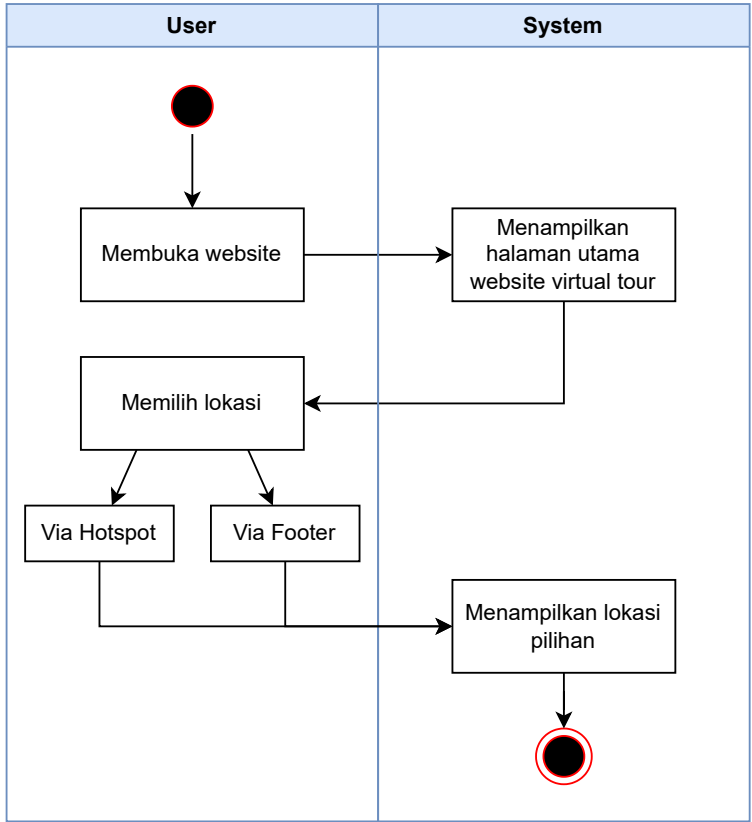 User
System
Membuka website
Menampilkan
halaman utama
website virtual tour
Memilih lokasi
Via Hotspot
Via Footer
Menampilkan lokasi
pilihan